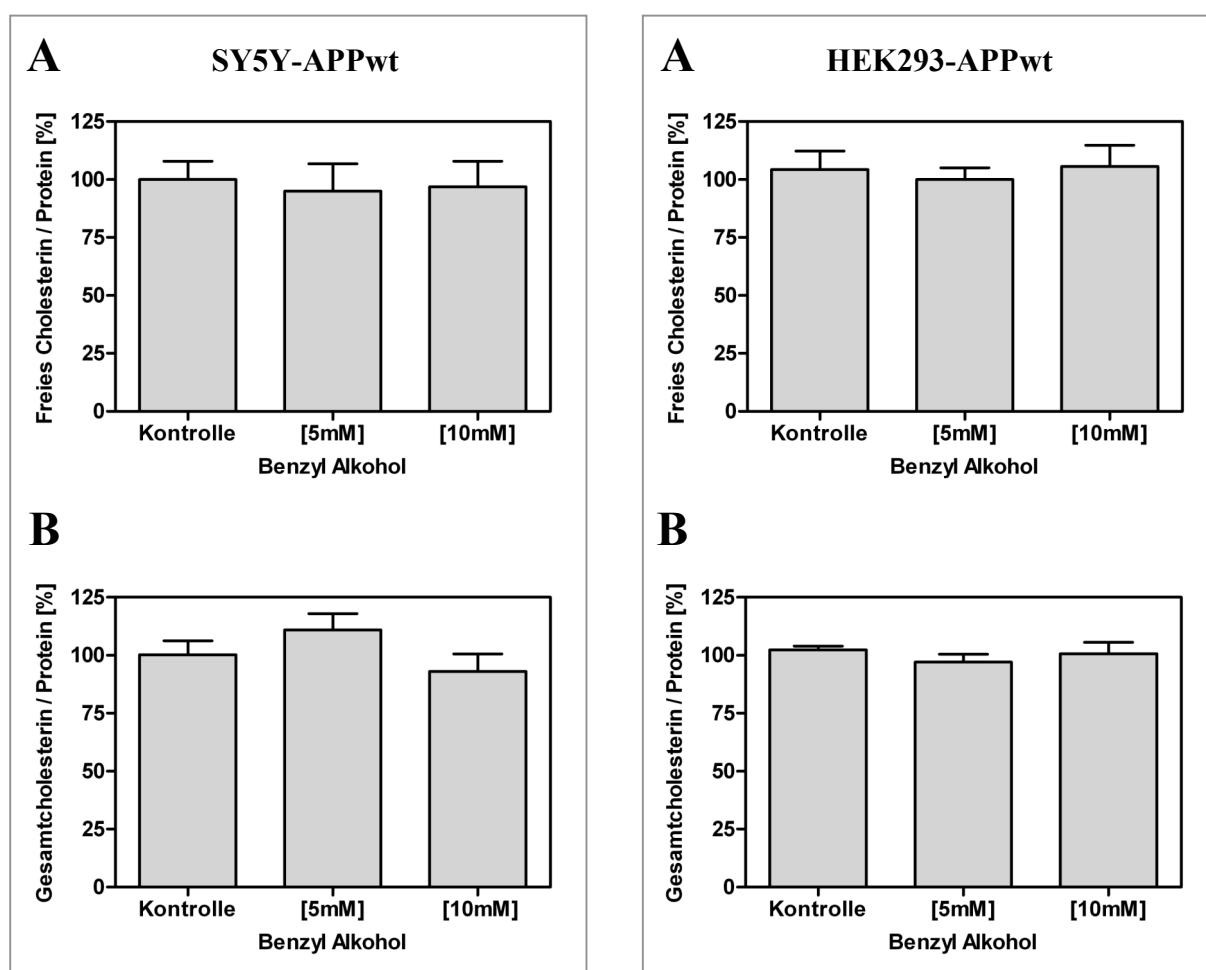 A
SY5Y-APPwt
Freies Cholesterin / Protein [%]
125
100
75
50
25
0
Kontrolle [5mM] [10mM]
Benzyl Alkohol
B
Gesamtcholesterin / Protein [%]
125
100
75
50
25
0
Kontrolle [5mM] [10mM]
Benzyl Alkohol
A
HEK293-APPwt
Freies Cholesterin / Protein [%]
125
100
75
50
25
0
Kontrolle [5mM] [10mM]
Benzyl Alkohol
B
Gesamtcholesterin / Protein [%]
125
100
75
50
25
0
Kontrolle [5mM] [10mM]
Benzyl Alkohol